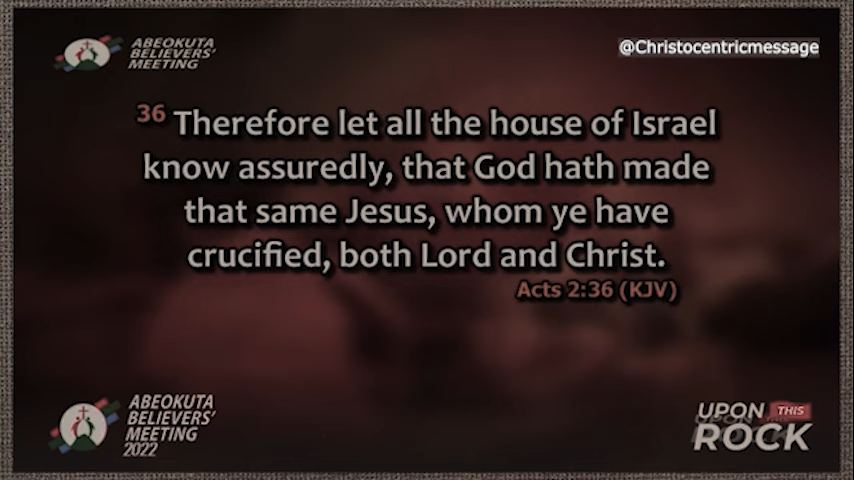 ABEOKUTA
BELIEVERS'
MEETING
@Christocentricmessage
36 Therefore let all the house of Israel
know assuredly, that God hath made
that same Jesus, whom ye have
crucified, both Lord and Christ.
Acts 2:36 (KJV)
ABEOKUTA
BELIEVERS'
MEETING
2022
UPON THIS
ROCK